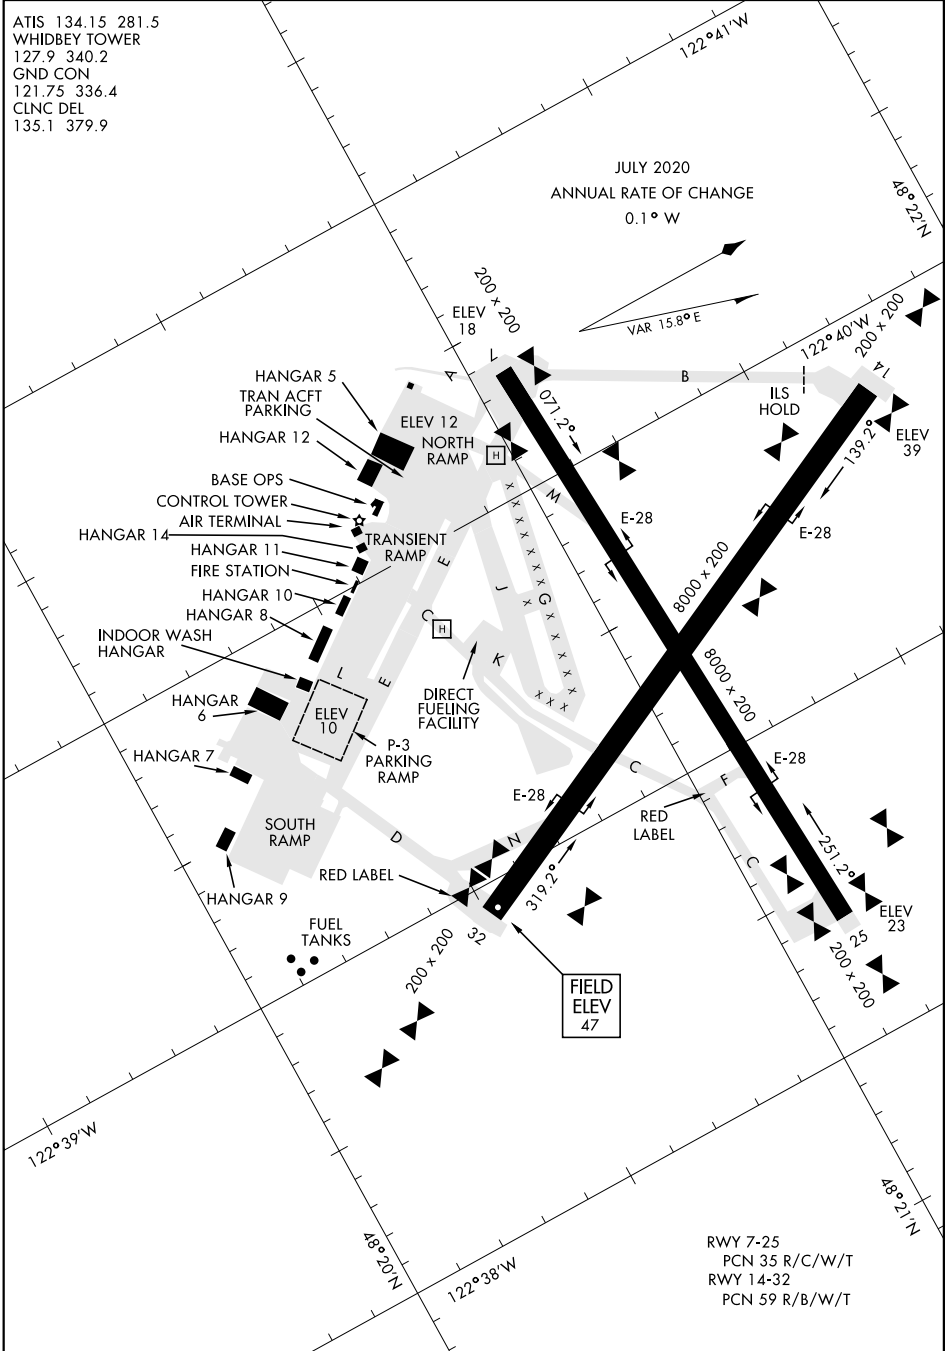 ATIS 134.15 281.5
WHIDBEY TOWER
127.9 340.2
GND CON
121.75 336.4
CLNC DEL
135.1 379.9
122°41'W
JULY 2020
ANNUAL RATE OF CHANGE
0.1° W
48°22'N
VAR 15.8° E
200 x 200
ELEV
18
L
A
B
122°40'W
200 x 200
14
ILS
HOLD
ELEV
39
071.2°
139.2°
HANGAR 5
TRAN ACFT
PARKING
HANGAR 12
ELEV 12
NORTH
RAMP
H
BASE OPS
CONTROL TOWER
AIR TERMINAL
HANGAR 14
HANGAR 11
FIRE STATION
HANGAR 10
HANGAR 8
INDOOR WASH
HANGAR
HANGAR
6
HANGAR 7
HANGAR 9
TRANSIENT
RAMP
M
E-28
E-28
x x x x x x x x
G
x x x x x x x x
x x x
J
x
x
E
C
H
K
8000 x 200
8000 x 200
L
E
ELEV
10
DIRECT
FUELING
FACILITY
P-3
PARKING
RAMP
C
F
E-28
E-28
RED
LABEL
SOUTH
RAMP
D
N
C
RED LABEL
319.2°
251.2°
ELEV
23
25
200 x 200
32
200 x 200
FUEL
TANKS
FIELD
ELEV
47
122°39'W
48°20'N
122°38'W
48°21'N
RWY 7-25
PCN 35 R/C/W/T
RWY 14-32
PCN 59 R/B/W/T